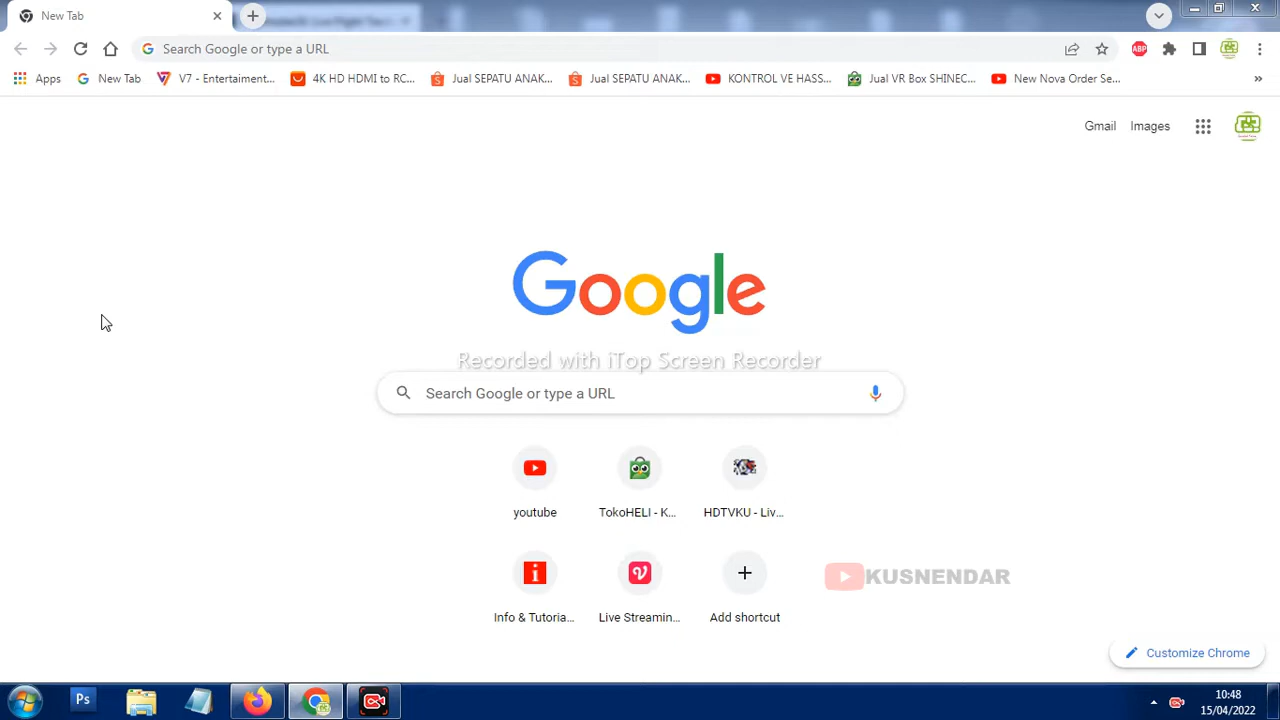 New Tab
Search Google or type a URL
ABP
Apps
New Tab
V7 - Entertaiment...
4K HD HDMI to RC...
Jual SEPATU ANAK...
Jual SEPATU ANAK...
KONTROL VE HASS...
Jual VR Box SHINEC...
New Nova Order Se...
»
Gmail
Images
Google
Recorded with iTop Screen Recorder
Search Google or type a URL
youtube
TokoHELI - K...
HDTVKU - Liv...
Info & Tutoria...
Live Streamin...
Add shortcut
KUSNENDAR
Customize Chrome
Ps
10:48
15/04/2022